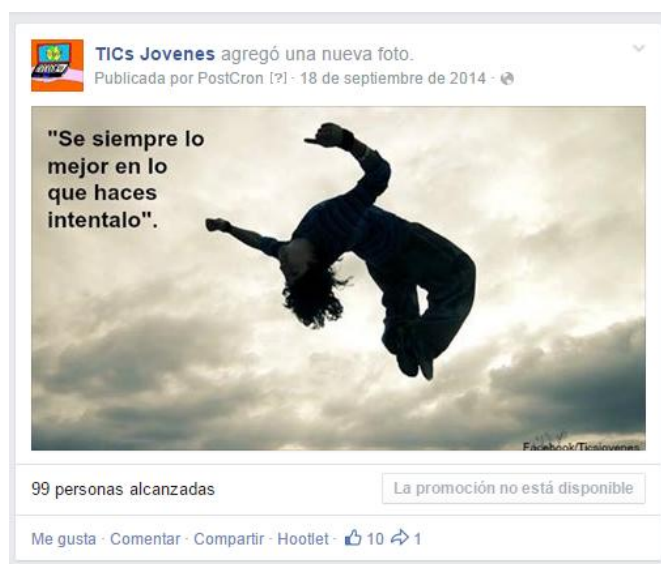 TICs Jovenes agregó una nueva foto.
Publicada por PostCron [?] · 18 de septiembre de 2014 ·
"Se siempre lo
mejor en lo
que haces
intentalo".
Facebook/Ticsjovenes
99 personas alcanzadas
La promoción no está disponible
Me gusta · Comentar · Compartir · Hootlet · 10 1